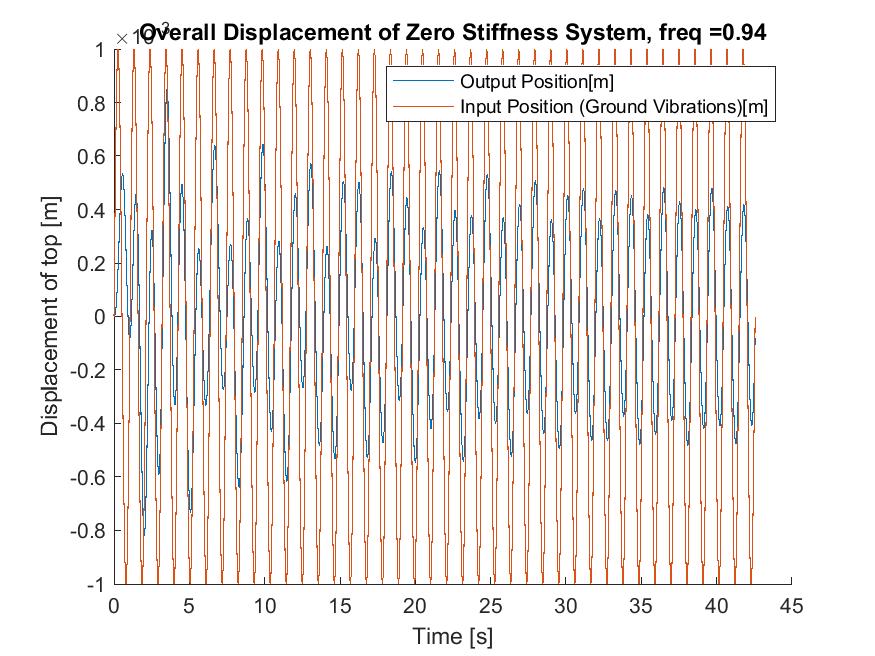 ×10-3
Overall Displacement of Zero Stiffness System, freq =0.94
1
0.8
0.6
0.4
0.2
0
-0.2
-0.4
-0.6
-0.8
-1
Displacement of top [m]
Output Position[m]
Input Position (Ground Vibrations)[m]
0 5 10 15 20 25 30 35 40 45
Time [s]